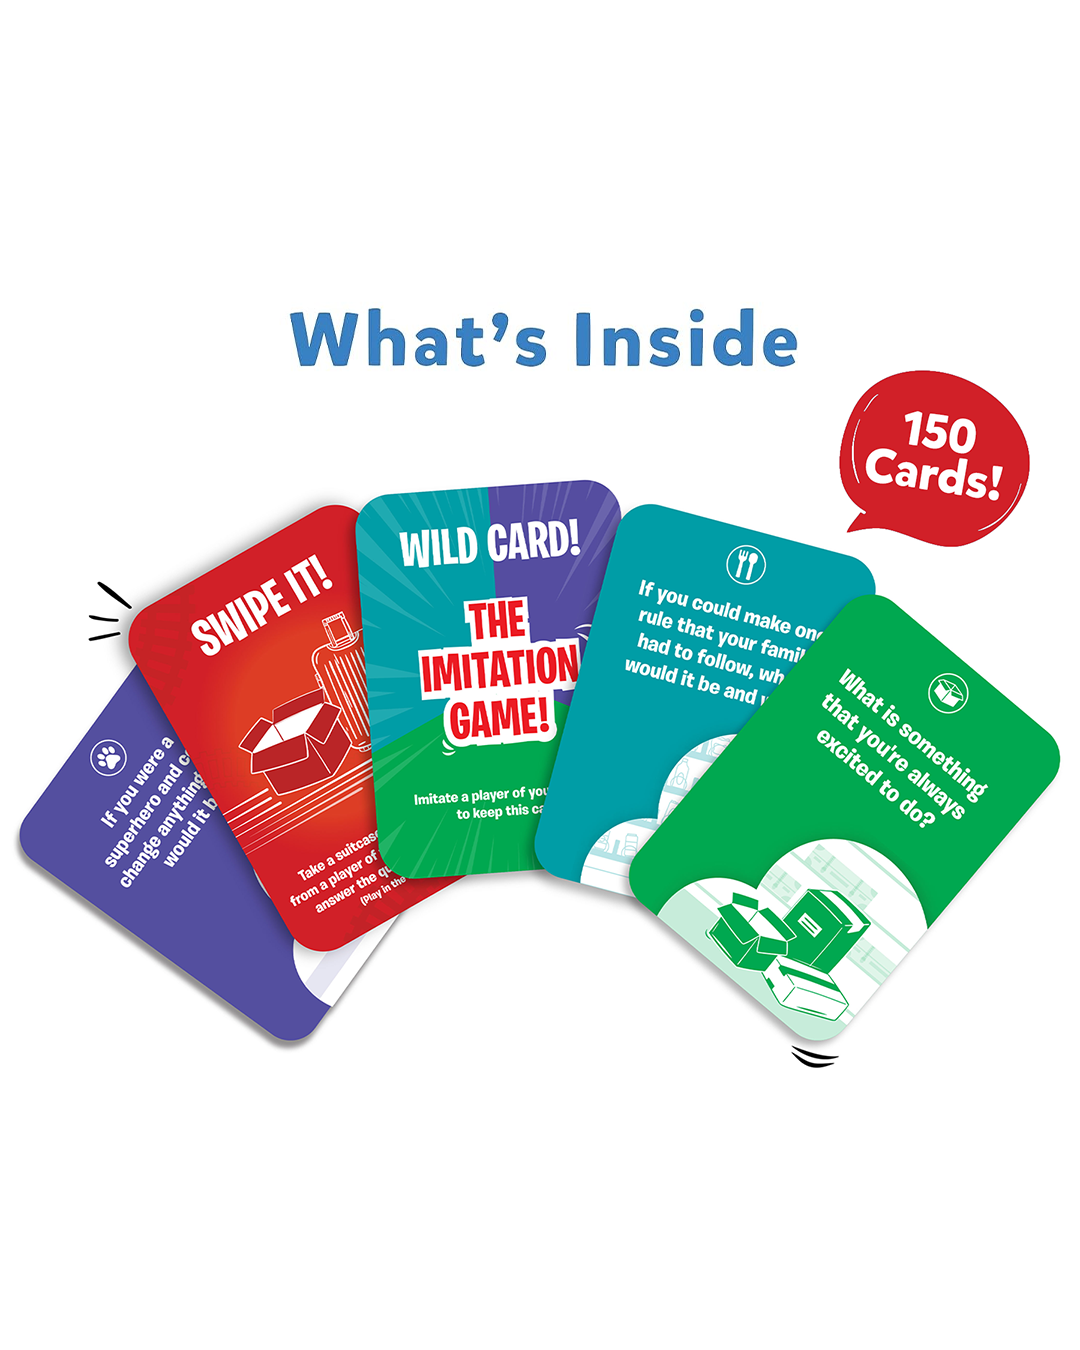 What's Inside
150
Cards!
If you were a
superhero and c
change anything
would it b
SWIPE IT!
Take a suitcase
from a player of
answer the qu
(Play in the
WILD CARD!
THE
IMITATION
GAME!
Imitate a player of you
to keep this ca
If you could make one
rule that your famil
had to follow, wh
would it be and
What is something
that you're always
excited to do?